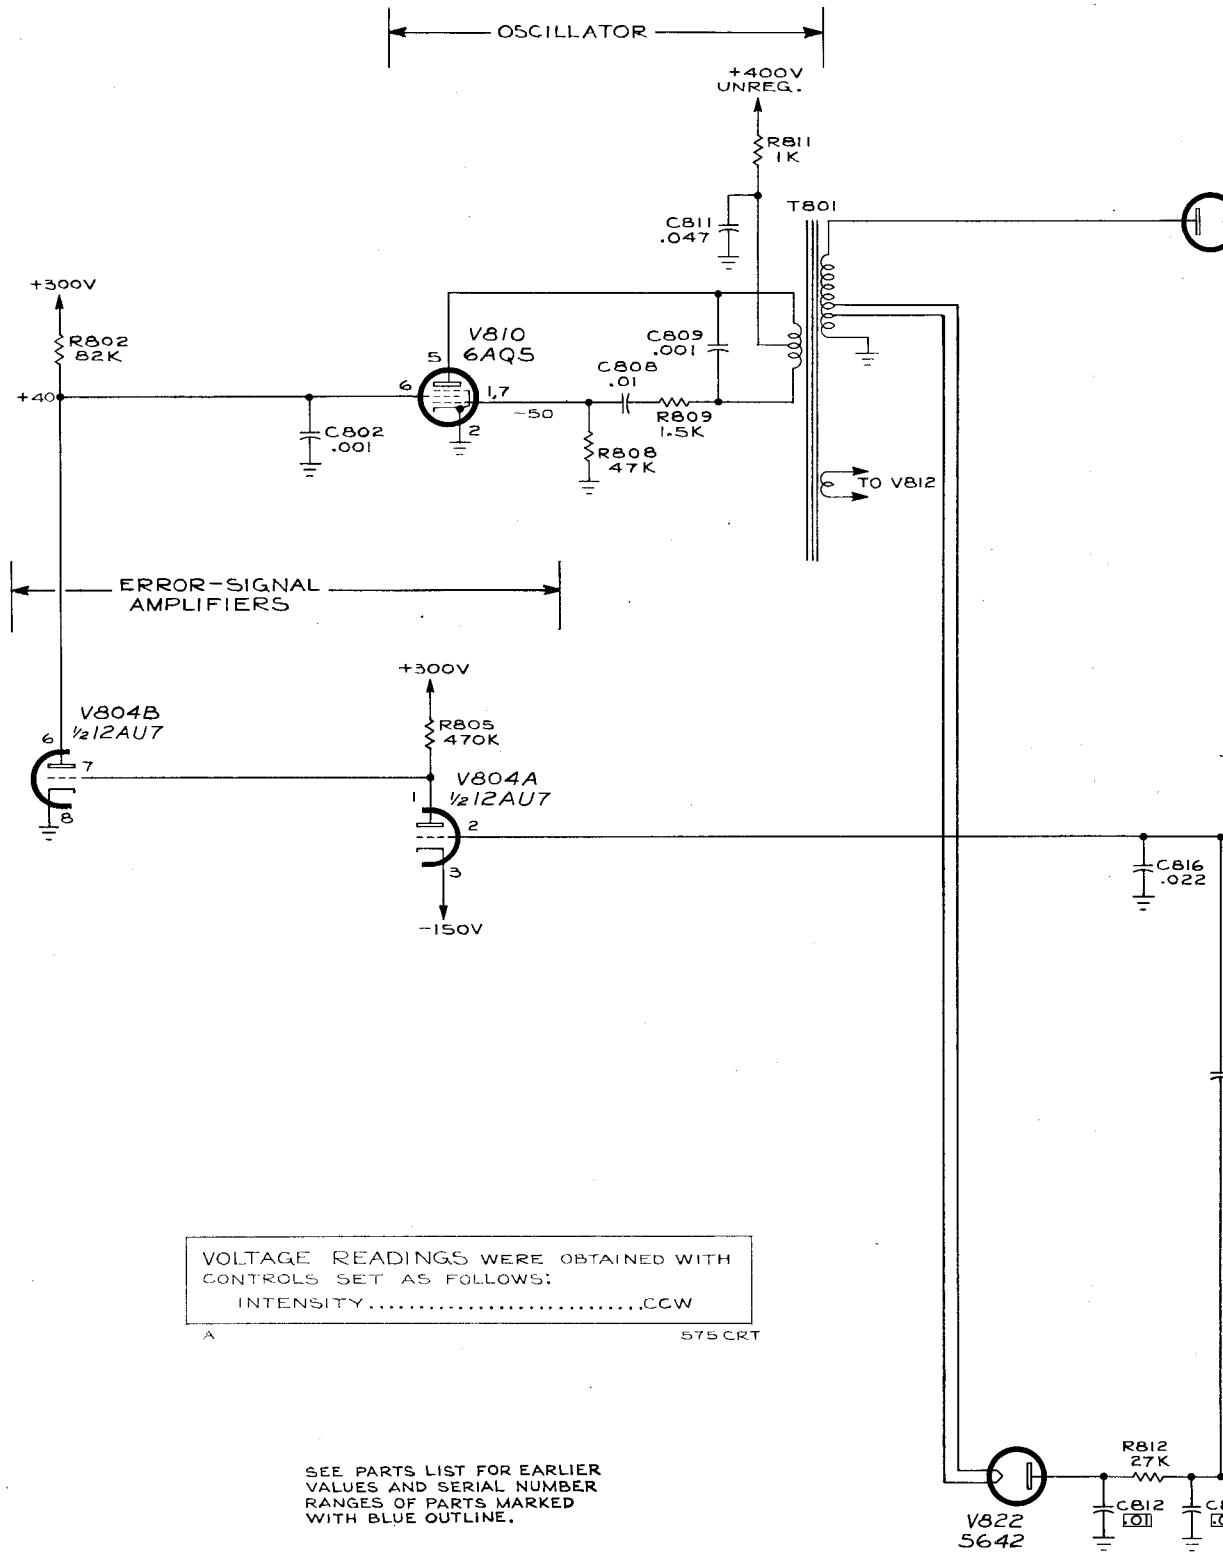 OSCILLATOR
+400V
UNREG.
R811
1K
C811
.047
T801
+300V
R802
82K
+40
C802
.001
V810
6AQ5
5
6
1,7
2
-50
C808
.01
C809
.001
R809
1.5K
R808
47K
TO V812
ERROR-SIGNAL
AMPLIFIERS
+300V
R805
470K
V804B
½ 12AU7
6
7
8
V804A
½ 12AU7
1
2
3
-150V
C816
.022
VOLTAGE READINGS WERE OBTAINED WITH
CONTROLS SET AS FOLLOWS:
INTENSITY...........................CCW
A
575 CRT
SEE PARTS LIST FOR EARLIER
VALUES AND SERIAL NUMBER
RANGES OF PARTS MARKED
WITH BLUE OUTLINE.
V822
5642
R812
27K
C812
.01